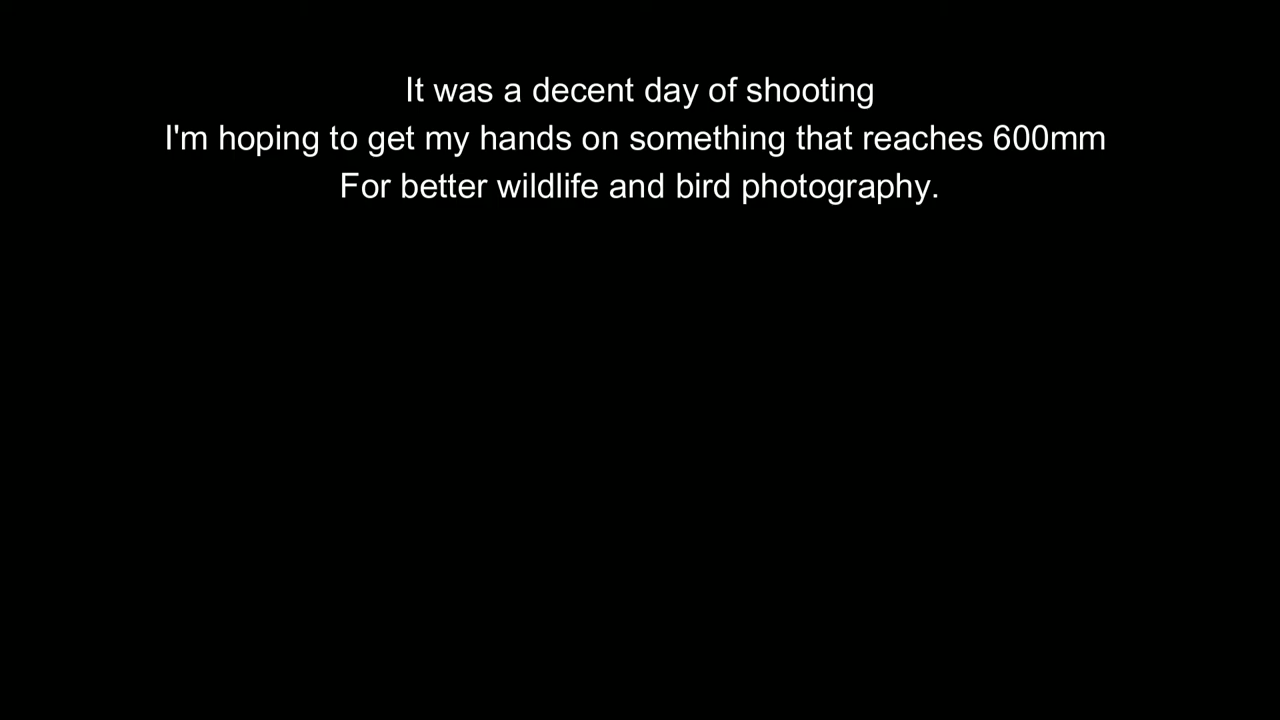 It was a decent day of shooting
I'm hoping to get my hands on something that reaches 600mm
For better wildlife and bird photography.